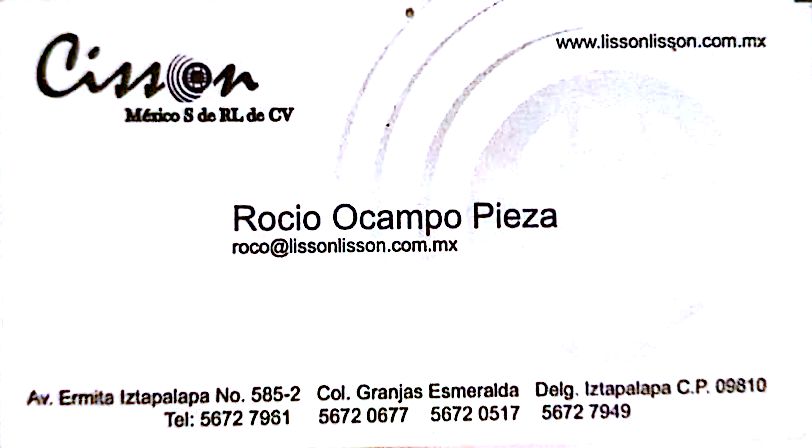 www.lissonlisson.com.mx
Cisson
México S de RL de CV
Rocio Ocampo Pieza
roco@lissonlisson.com.mx
Av. Ermita Iztapalapa No. 585-2 Col. Granjas Esmeralda Delg. Iztapalapa C.P. 09810
Tel: 5672 7961 5672 0677 5672 0517 5672 7949